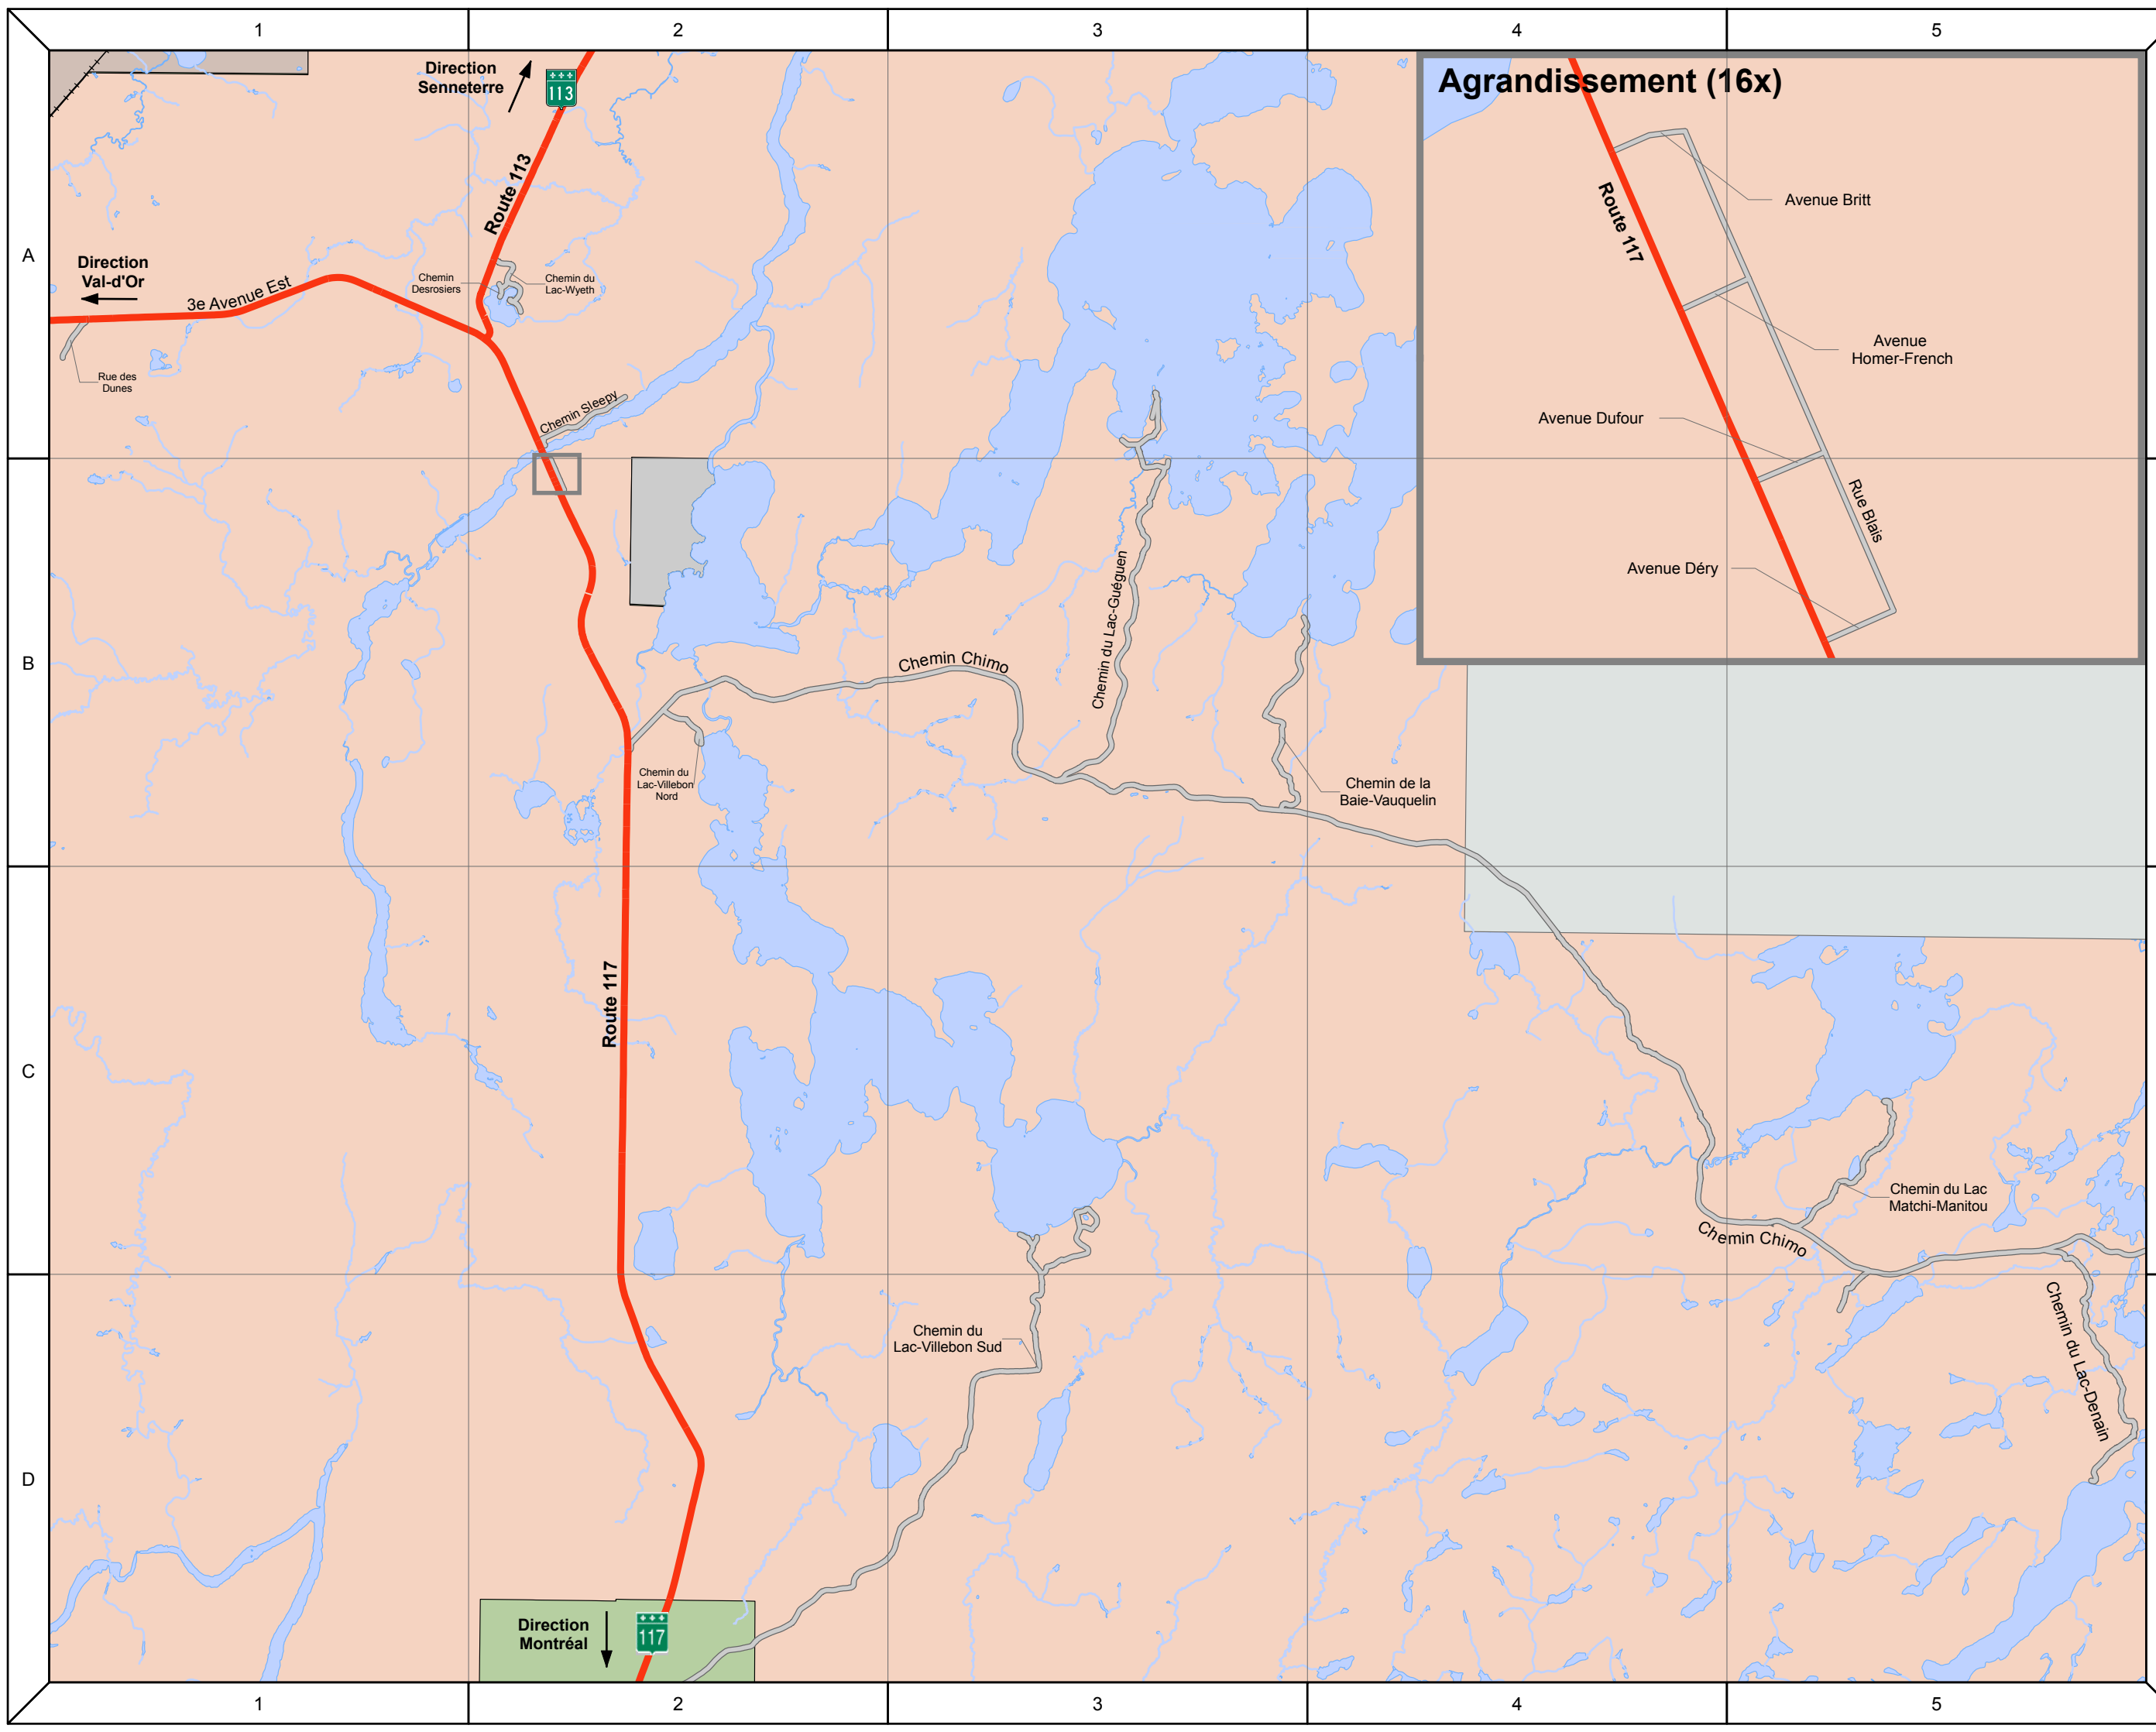 1
2
3
4
5
Direction
Senneterre
113
Agrandissement (16x)
Route 113
Avenue Britt
Route 117
A
Direction
Val-d'Or
3e Avenue Est
Chemin
Desrosiers
Chemin du
Lac-Wyeth
Avenue
Homer-French
Rue des
Dunes
Chemin Sleepy
Avenue Dufour
Rue Blais
Avenue Déry
B
Chemin Chimo
Chemin du Lac-Guéguen
Chemin du
Lac-Villebon
Nord
Chemin de la
Baie-Vauquelin
Route 117
C
Chemin du Lac
Matchi-Manitou
Chemin Chimo
Chemin du
Lac-Villebon Sud
Chemin du Lac-Denain
D
Direction
Montréal
117
1
2
3
4
5